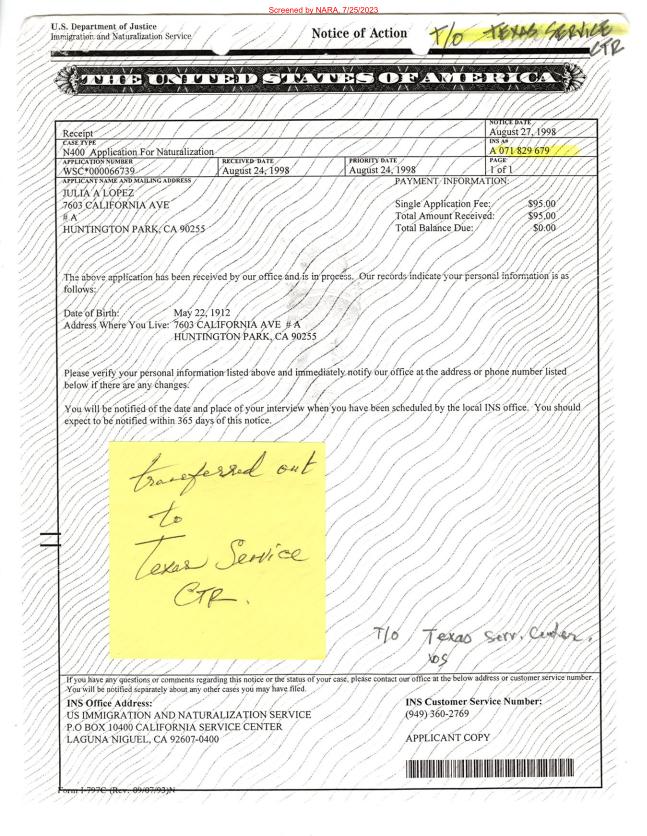 Screened by NARA, 7/25/2023
U.S. Department of Justice
Immigration and Naturalization Service
Notice of Action
T/O TEXAS SERVICE
CTR
THE UNITED STATES OF AMERICA
Receipt
NOTICE DATE
August 27, 1998
CASE TYPE
N400 Application For Naturalization
INS A#
A 071 829 679
APPLICATION NUMBER
WSC*000066739
RECEIVED DATE
August 24, 1998
PRIORITY DATE
August 24, 1998
PAGE
1 of 1
APPLICANT NAME AND MAILING ADDRESS
JULIA A LOPEZ
7603 CALIFORNIA AVE
# A
HUNTINGTON PARK, CA 90255
PAYMENT INFORMATION:
Single Application Fee: $95.00
Total Amount Received: $95.00
Total Balance Due: $0.00
The above application has been received by our office and is in process. Our records indicate your personal information is as
follows:
Date of Birth: May 22, 1912
Address Where You Live: 7603 CALIFORNIA AVE # A
HUNTINGTON PARK, CA 90255
Please verify your personal information listed above and immediately notify our office at the address or phone number listed
below if there are any changes.
You will be notified of the date and place of your interview when you have been scheduled by the local INS office. You should
expect to be notified within 365 days of this notice.
transferred out
to
Texas Service
CTR.
T/O Texas Serv. Center.
If you have any questions or comments regarding this notice or the status of your case, please contact our office at the below address or customer service number.
You will be notified separately about any other cases you may have filed.
INS Office Address:
US IMMIGRATION AND NATURALIZATION SERVICE
P.O BOX 10400 CALIFORNIA SERVICE CENTER
LAGUNA NIGUEL, CA 92607-0400
INS Customer Service Number:
(949) 360-2769
APPLICANT COPY
Form I-797C (Rev. 09/07/93)N